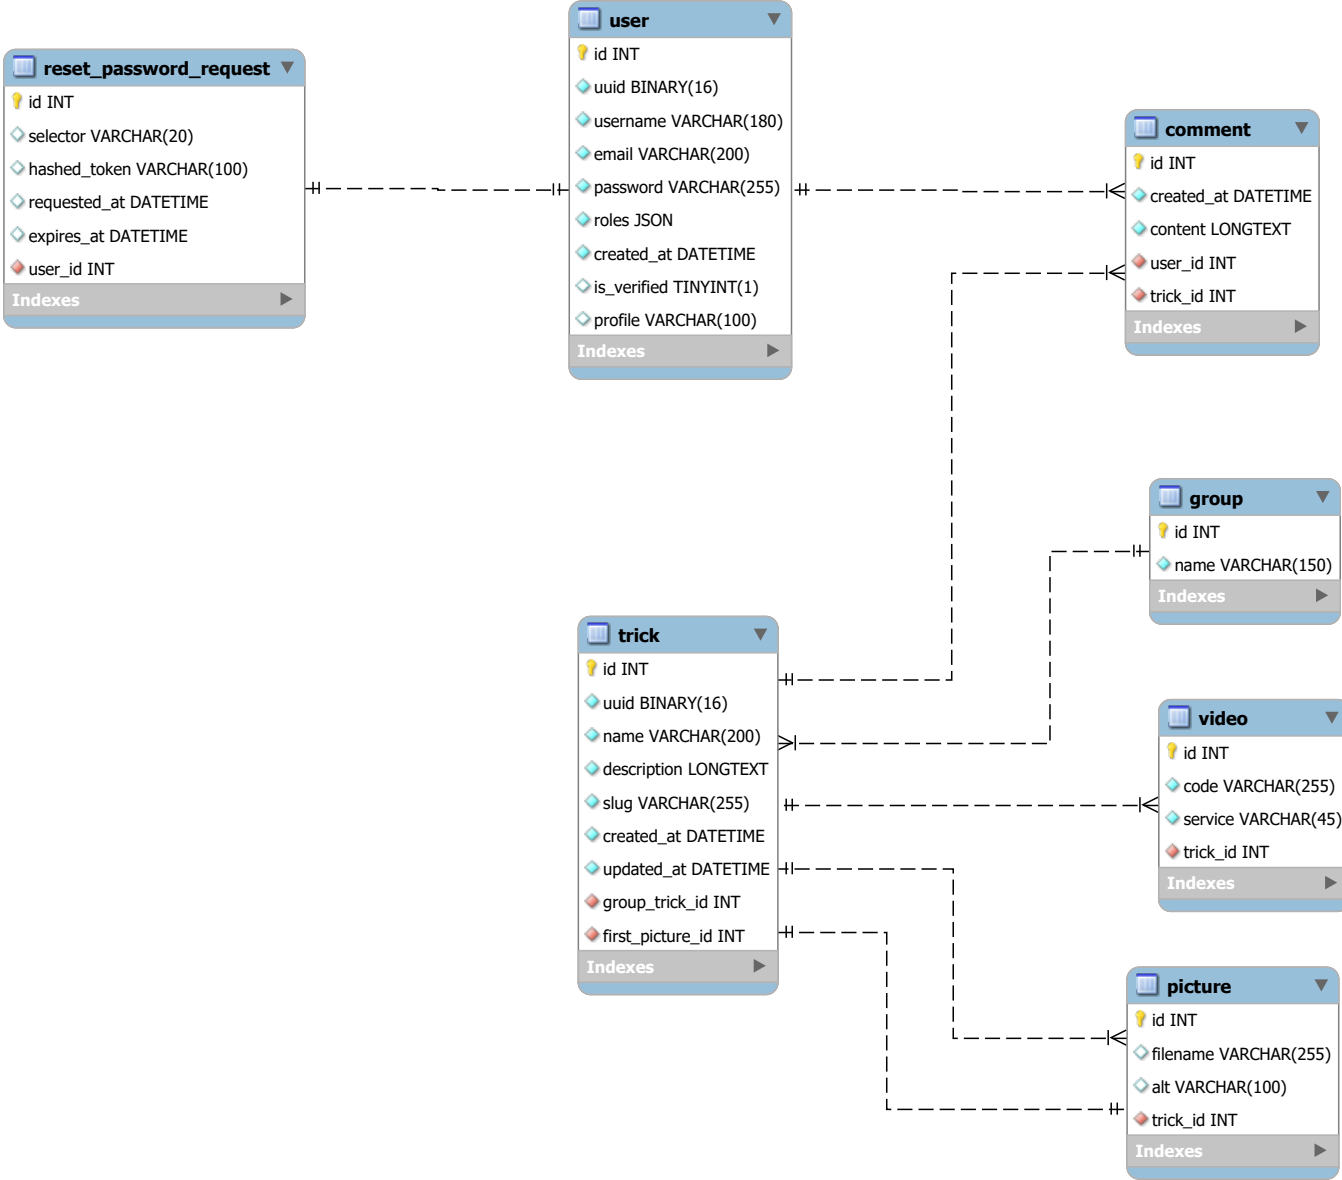 reset_password_request
id INT
selector VARCHAR(20)
hashed_token VARCHAR(100)
requested_at DATETIME
expires_at DATETIME
user_id INT
Indexes
user
id INT
uuid BINARY(16)
username VARCHAR(180)
email VARCHAR(200)
password VARCHAR(255)
roles JSON
created_at DATETIME
is_verified TINYINT(1)
profile VARCHAR(100)
Indexes
comment
id INT
created_at DATETIME
content LONGTEXT
user_id INT
trick_id INT
Indexes
group
id INT
name VARCHAR(150)
Indexes
trick
id INT
uuid BINARY(16)
name VARCHAR(200)
description LONGTEXT
slug VARCHAR(255)
created_at DATETIME
updated_at DATETIME
group_trick_id INT
first_picture_id INT
Indexes
video
id INT
code VARCHAR(255)
service VARCHAR(45)
trick_id INT
Indexes
picture
id INT
filename VARCHAR(255)
alt VARCHAR(100)
trick_id INT
Indexes